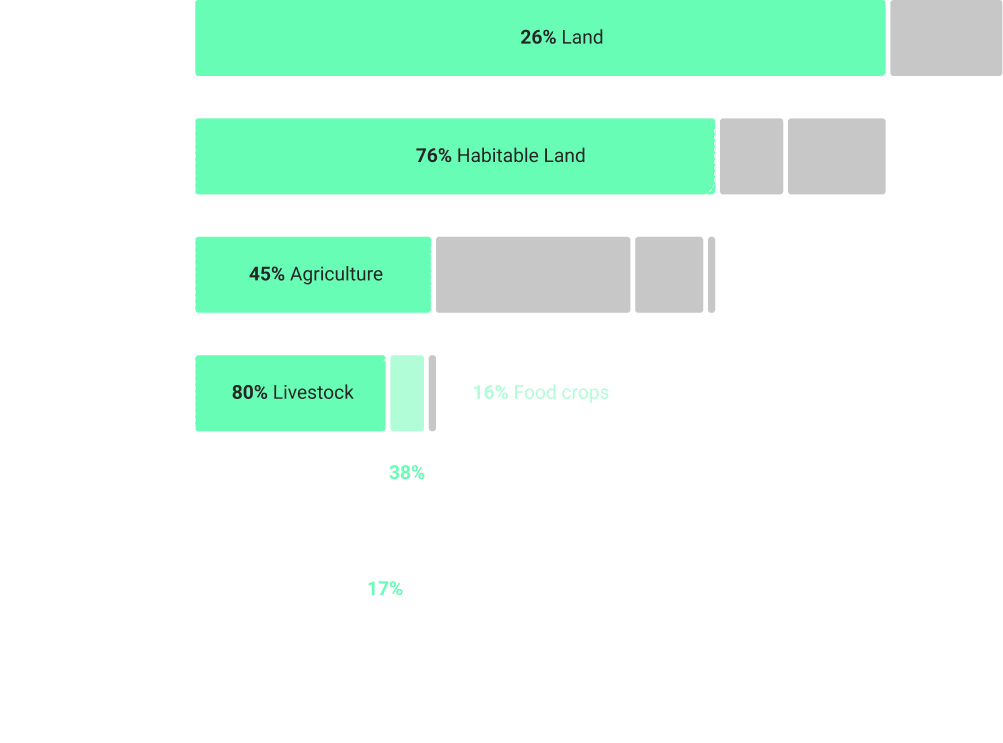 26% Land
76% Habitable Land
45% Agriculture
80% Livestock
16% Food crops
38%
17%